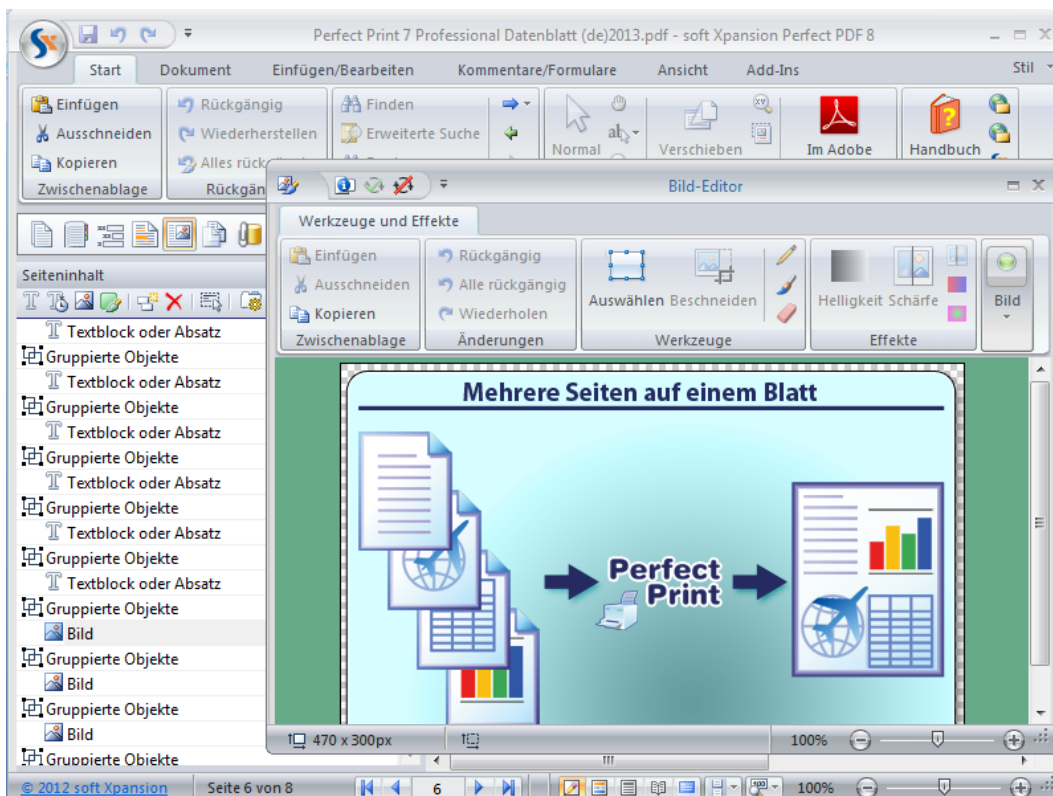 Perfect Print 7 Professional Datenblatt (de)2013.pdf - soft Xpansion Perfect PDF 8
Start Dokument Einfügen/Bearbeiten Kommentare/Formulare Ansicht Add-Ins Stil
Einfügen Rückgängig Finden
Ausschneiden Wiederherstellen Erweiterte Suche
Kopieren Alles rück
Normal Verschieben Im Adobe Handbuch
Zwischenablage Rückgän
Bild-Editor
Werkzeuge und Effekte
Einfügen Rückgängig
Ausschneiden Alle rückgängig
Kopieren Wiederholen
Auswählen Beschneiden Helligkeit Schärfe Bild
Zwischenablage Änderungen Werkzeuge Effekte
Seiteninhalt
Textblock oder Absatz
Gruppierte Objekte
Textblock oder Absatz
Gruppierte Objekte
Textblock oder Absatz
Gruppierte Objekte
Textblock oder Absatz
Gruppierte Objekte
Textblock oder Absatz
Gruppierte Objekte
Textblock oder Absatz
Gruppierte Objekte
Bild
Gruppierte Objekte
Bild
Gruppierte Objekte
Bild
Gruppierte Objekte
Mehrere Seiten auf einem Blatt
Perfect
Print
470 x 300px 100%
© 2012 soft Xpansion Seite 6 von 8 6 100%